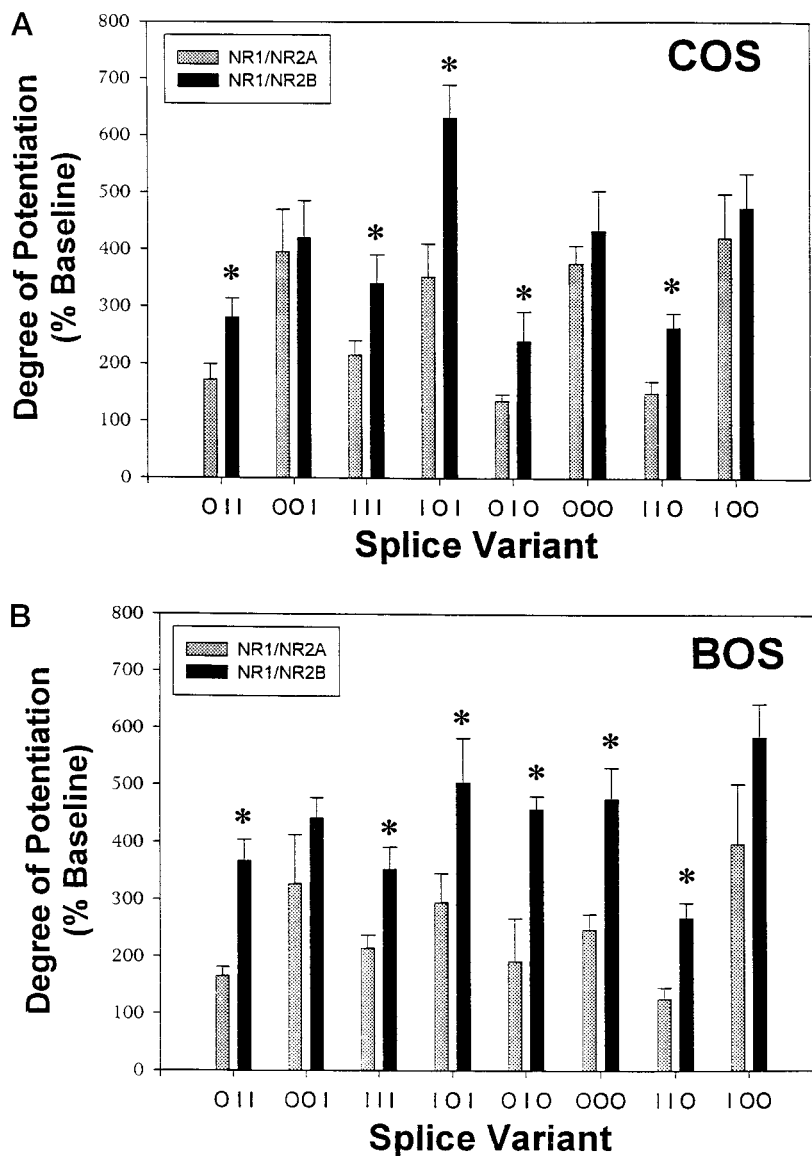 A
COS
NR1/NR2A
NR1/NR2B
Degree of Potentiation
(% Baseline)
800
700
600
500
400
300
200
100
0
* * * * *
011 001 111 101 010 000 110 100
Splice Variant
B
BOS
NR1/NR2A
NR1/NR2B
Degree of Potentiation
(% Baseline)
800
700
600
500
400
300
200
100
0
* * * * * *
011 001 111 101 010 000 110 100
Splice Variant